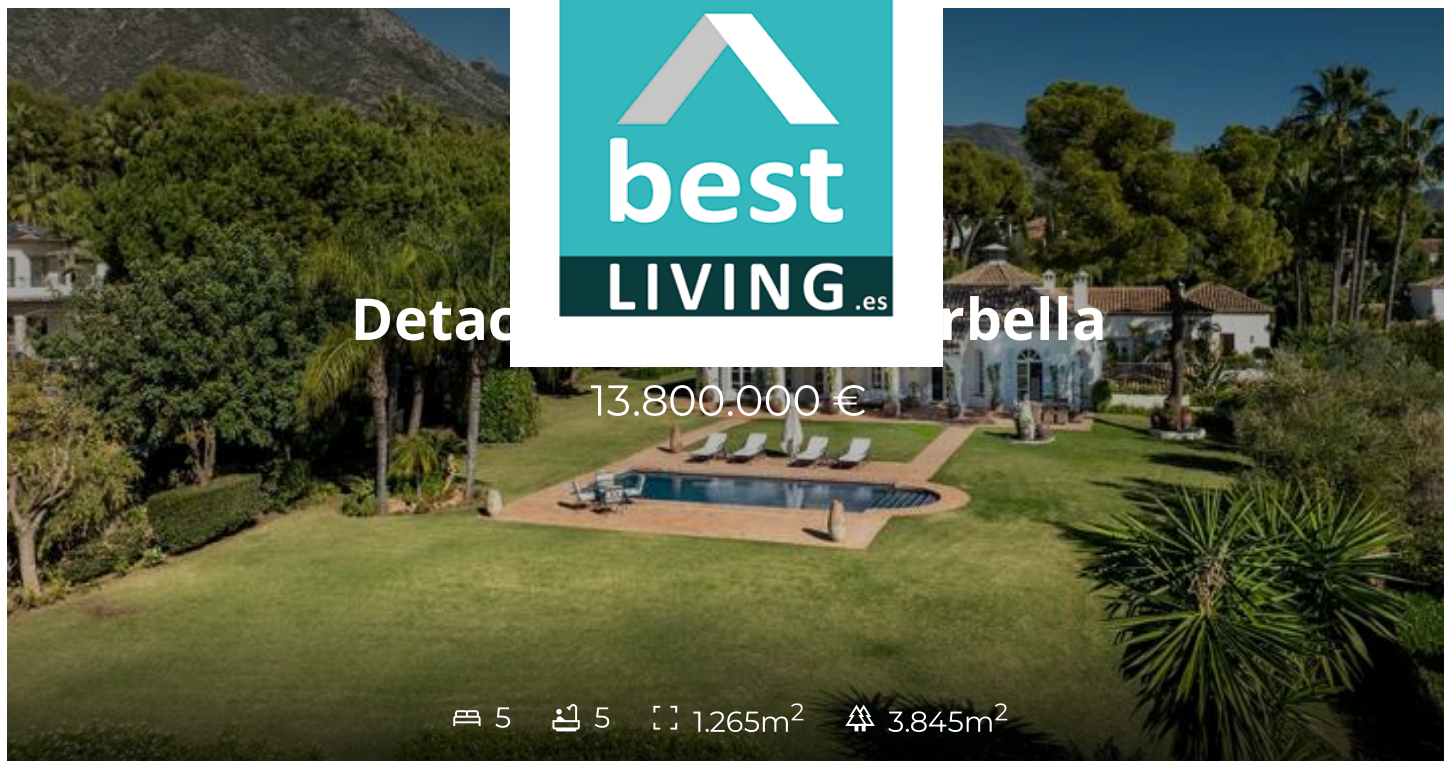 best
LIVING.es
Detac rbella
13.800.000 €
5 5 1.265m² 3.845m²